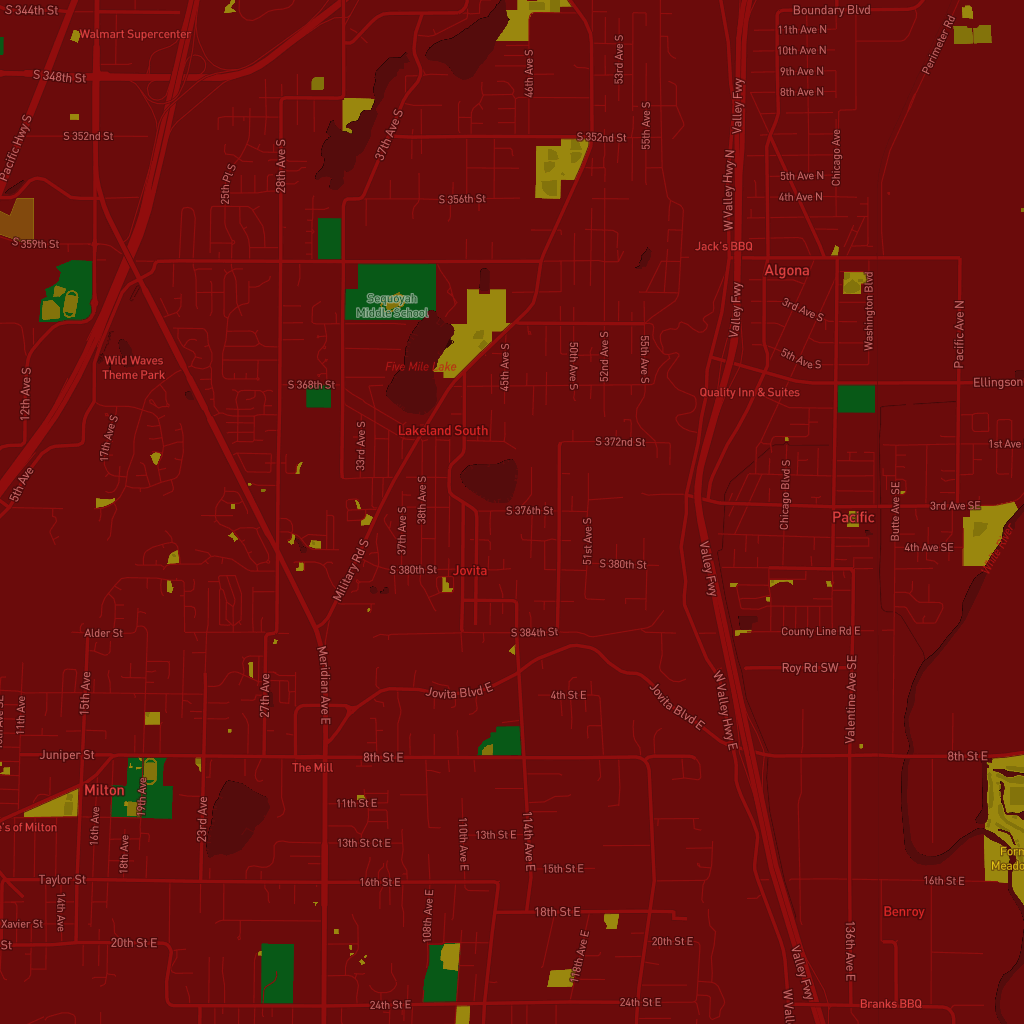 S 344th St
Boundary Blvd
Walmart Supercenter
11th Ave N
Perimeter Rd
53rd Ave S
46th Ave S
10th Ave N
S 348th St
9th Ave N
8th Ave N
Valley Fwy
55th Ave S
37th Ave S
S 352nd St
S 352nd St
Pacific Hwy S
Chicago Ave
28th Ave S
25th Pl S
5th Ave N
W Valley Hwy N
S 356th St
4th Ave N
S 359th St
Jack's BBQ
Algona
Sequoyah
Middle School
3rd Ave S
Washington Blvd
Valley Fwy
Pacific Ave N
Wild Waves
Theme Park
Five Mile Lake
45th Ave S
50th Ave S
52nd Ave S
55th Ave S
5th Ave S
12th Ave S
S 368th St
Quality Inn & Suites
Ellingson
Lakeland South
17th Ave S
33rd Ave S
S 372nd St
1st Ave
5th Ave
38th Ave S
Chicago Blvd S
Butte Ave SE
S 376th St
3rd Ave SE
Pacific
37th Ave S
51st Ave S
4th Ave SE
Military Rd S
S 380th St
Jovita
S 380th St
Valley Fwy
Alder St
S 384th St
County Line Rd E
Roy Rd SW
Meridian Ave E
15th Ave
27th Ave
11th Ave
Jovita Blvd E
4th St E
Jovita Blvd E
W Valley Hwy E
Valentine Ave SE
Juniper St
8th St E
8th St E
The Mill
Milton
19th Ave
11th St E
23rd Ave
16th Ave
18th Ave
's of Milton
13th St E
13th St Ct E
110th Ave E
114th Ave E
Form
Meado
15th St E
Taylor St
16th St E
16th St E
14th Ave
108th Ave E
18th St E
Benroy
Xavier St
St
20th St E
20th St E
118th Ave E
136th Ave E
Valley Fwy
24th St E
24th St E
W Vall
Branks BBQ